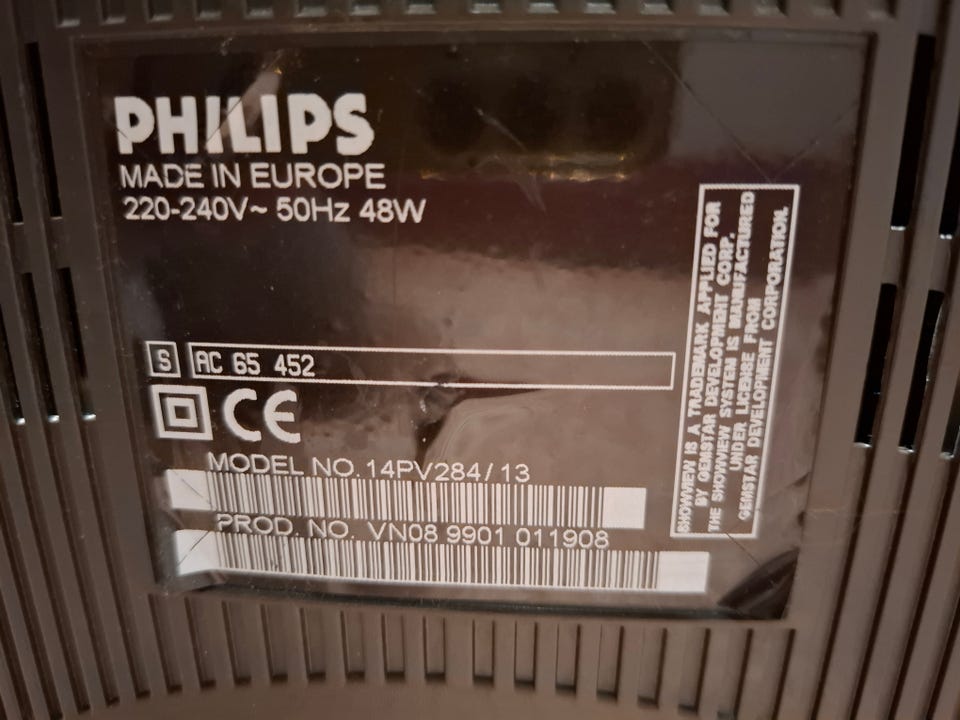 PHILIPS
MADE IN EUROPE
220-240V~ 50Hz 48W
S AC 65 452
CE
MODEL NO. 14PV284/13
PROD. NO. VN08 9901 011908
SHOWVIEW IS A TRADEMARK APPLIED FOR
BY GEMSTAR DEVELOPMENT CORP.
THE SHOWVIEW SYSTEM IS MANUFACTURED
UNDER LICENSE FROM
GEMSTAR DEVELOPMENT CORPORATION.